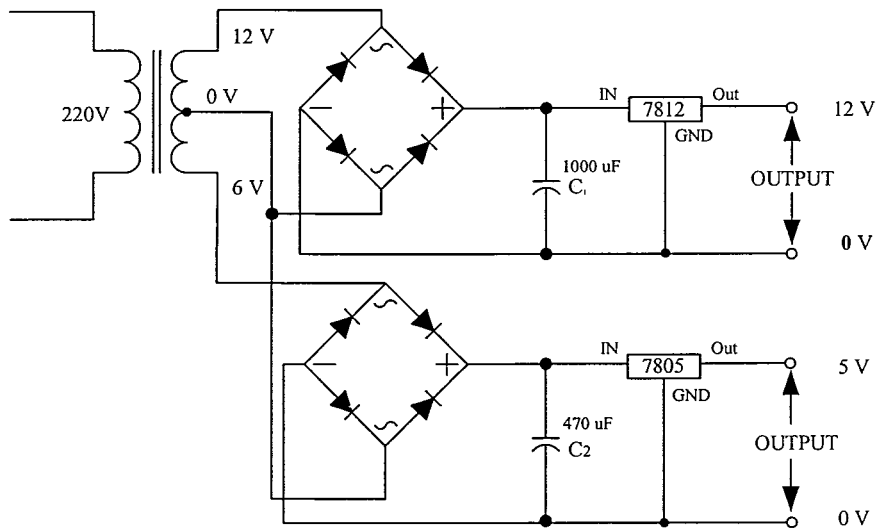 12 V
0 V
220V
6 V
∼
−
+
∼
IN
7812
Out
GND
12 V
1000 uF
C₁
OUTPUT
0 V
∼
−
+
∼
IN
7805
Out
GND
5 V
470 uF
C2
OUTPUT
0 V